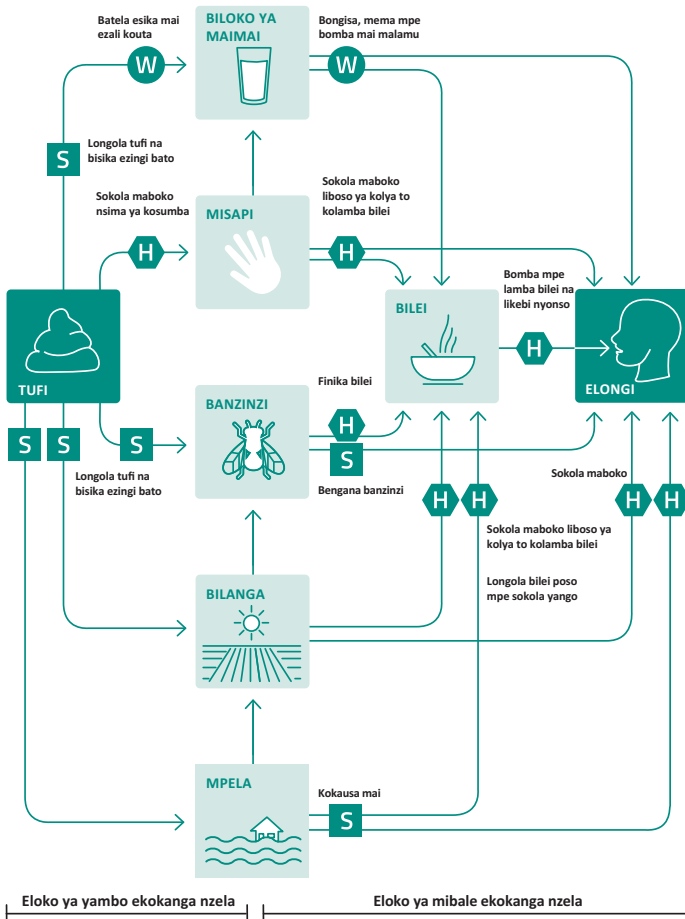 Batela esika mai
ezali kouta
W
BILOKO YA
MAIMAI
Bongisa, mema mpe
bomba mai malamu
W
S
Longola tufi na
bisika ezingi bato
Sokola maboko
nsima ya kosumba
H
MISAPI
Sokola maboko
liboso ya kolya to
kolamba bilei
H
TUFI
BILEI
Bomba mpe
lamba bilei na
likebi nyonso
H
ELONGI
S
S
S
Longola tufi na
bisika ezingi bato
BANZINZI
Finika bilei
H
S
Bengana banzinzi
H
H
Sokola maboko liboso ya
kolya to kolamba bilei
Longola bilei poso
mpe sokola yango
Sokola maboko
H
H
BILANGA
MPELA
Kokausa mai
S
Eloko ya yambo ekokanga nzela
Eloko ya mibale ekokanga nzela